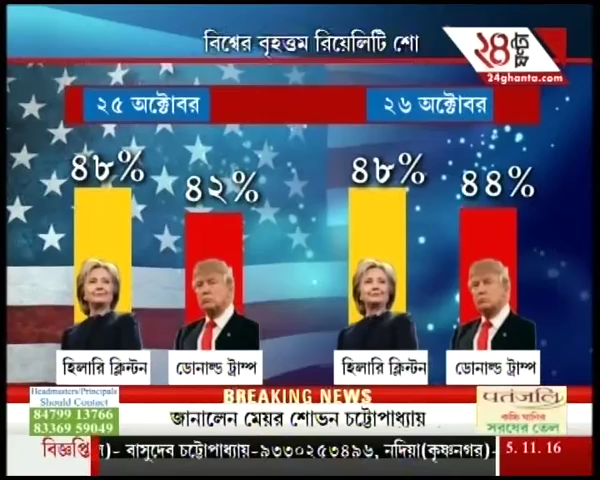 বিশ্বের বৃহত্তম রিয়েলিটি শো
২৪ ঘণ্টা
24ghanta.com
২৫ অক্টোবর
২৬ অক্টোবর
৪৮%
৪২%
৪৮%
৪৪%
হিলারি ক্লিন্টন
ডোনাল্ড ট্রাম্প
হিলারি ক্লিন্টন
ডোনাল্ড ট্রাম্প
Headmasters/Principals
Should Contact
84799 13766
83369 59049
BREAKING NEWS
জানালেন মেয়র শোভন চট্টোপাধ্যায়
পতঞ্জলি
কাচ্চি ঘানির
সরষের তেল
বিজ্ঞপ্তি
)- বাসুদেব চট্টোপাধ্যায়-৯৩৩০২৫৩৪৯৬, নদিয়া(কৃষ্ণনগর)-
5. 11. 16